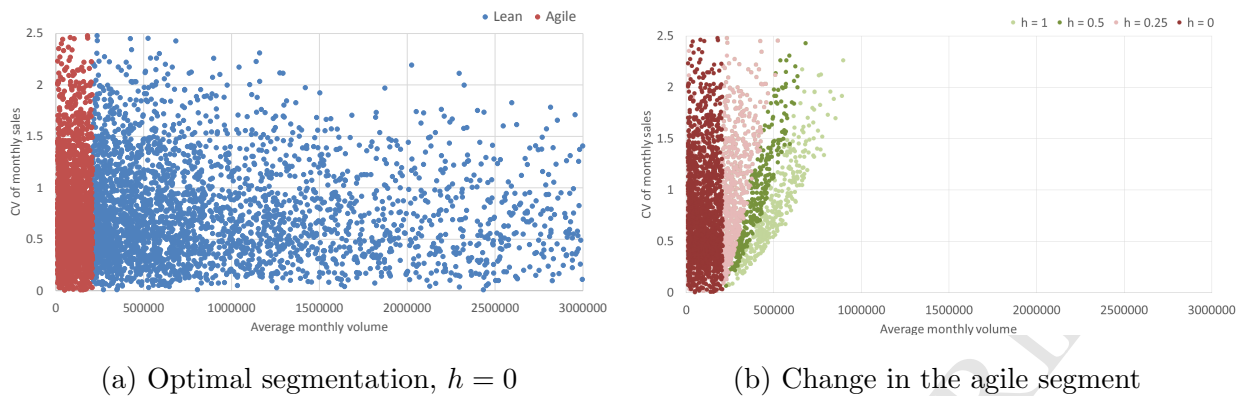 Lean Agile
2.5
2
1.5
1
0.5
0
CV of monthly sales
0 500000 1000000 1500000 2000000 2500000 3000000
Average monthly volume
(a) Optimal segmentation, h = 0
h = 1 h = 0.5 h = 0.25 h = 0
2.5
2
1.5
1
0.5
0
CV of monthly sales
0 500000 1000000 1500000 2000000 2500000 3000000
Average monthly volume
(b) Change in the agile segment